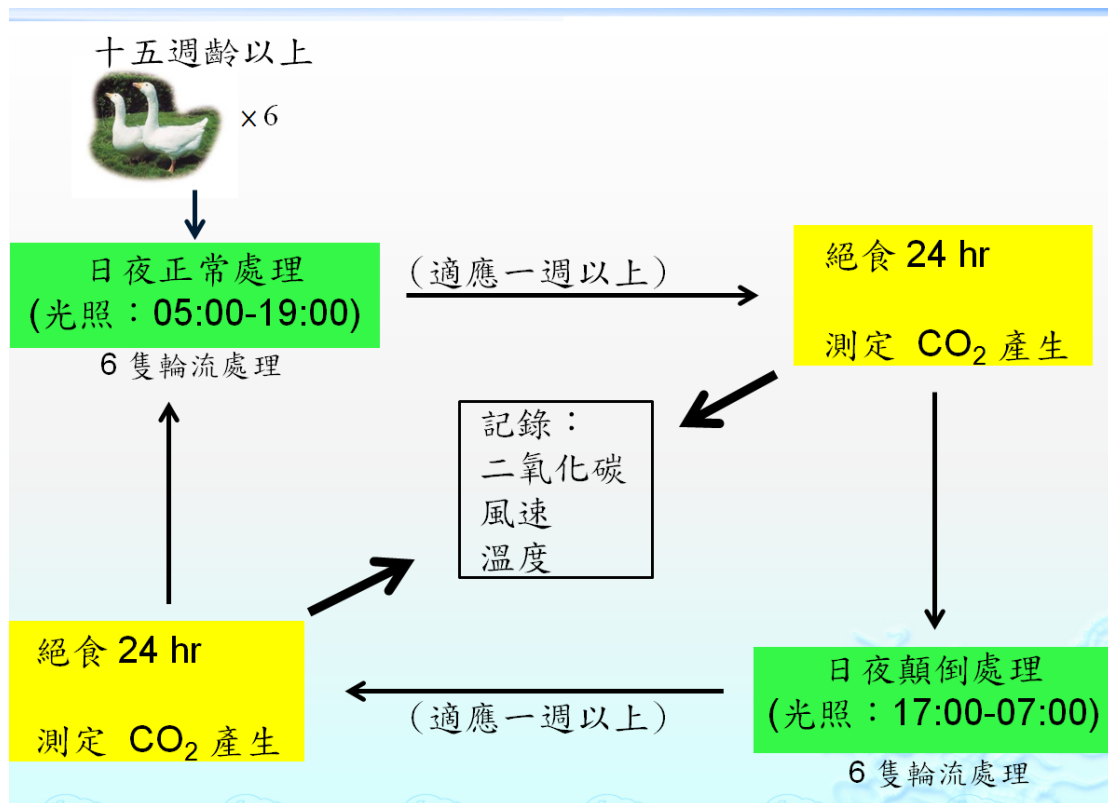 十五週齡以上
×6
日夜正常處理
(光照：05:00-19:00)
6 隻輪流處理
（適應一週以上）
絕食 24 hr
測定 CO₂ 產生
記錄：
二氧化碳
風速
溫度
絕食 24 hr
測定 CO₂ 產生
（適應一週以上）
日夜顛倒處理
(光照：17:00-07:00)
6 隻輪流處理